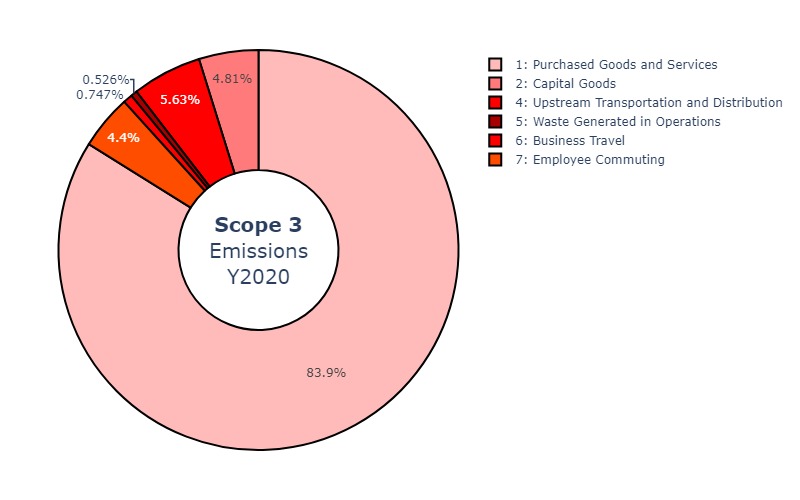 0.526%
0.747%
5.63%
4.81%
4.4%
83.9%
Scope 3
Emissions
Y2020
1: Purchased Goods and Services
2: Capital Goods
4: Upstream Transportation and Distribution
5: Waste Generated in Operations
6: Business Travel
7: Employee Commuting